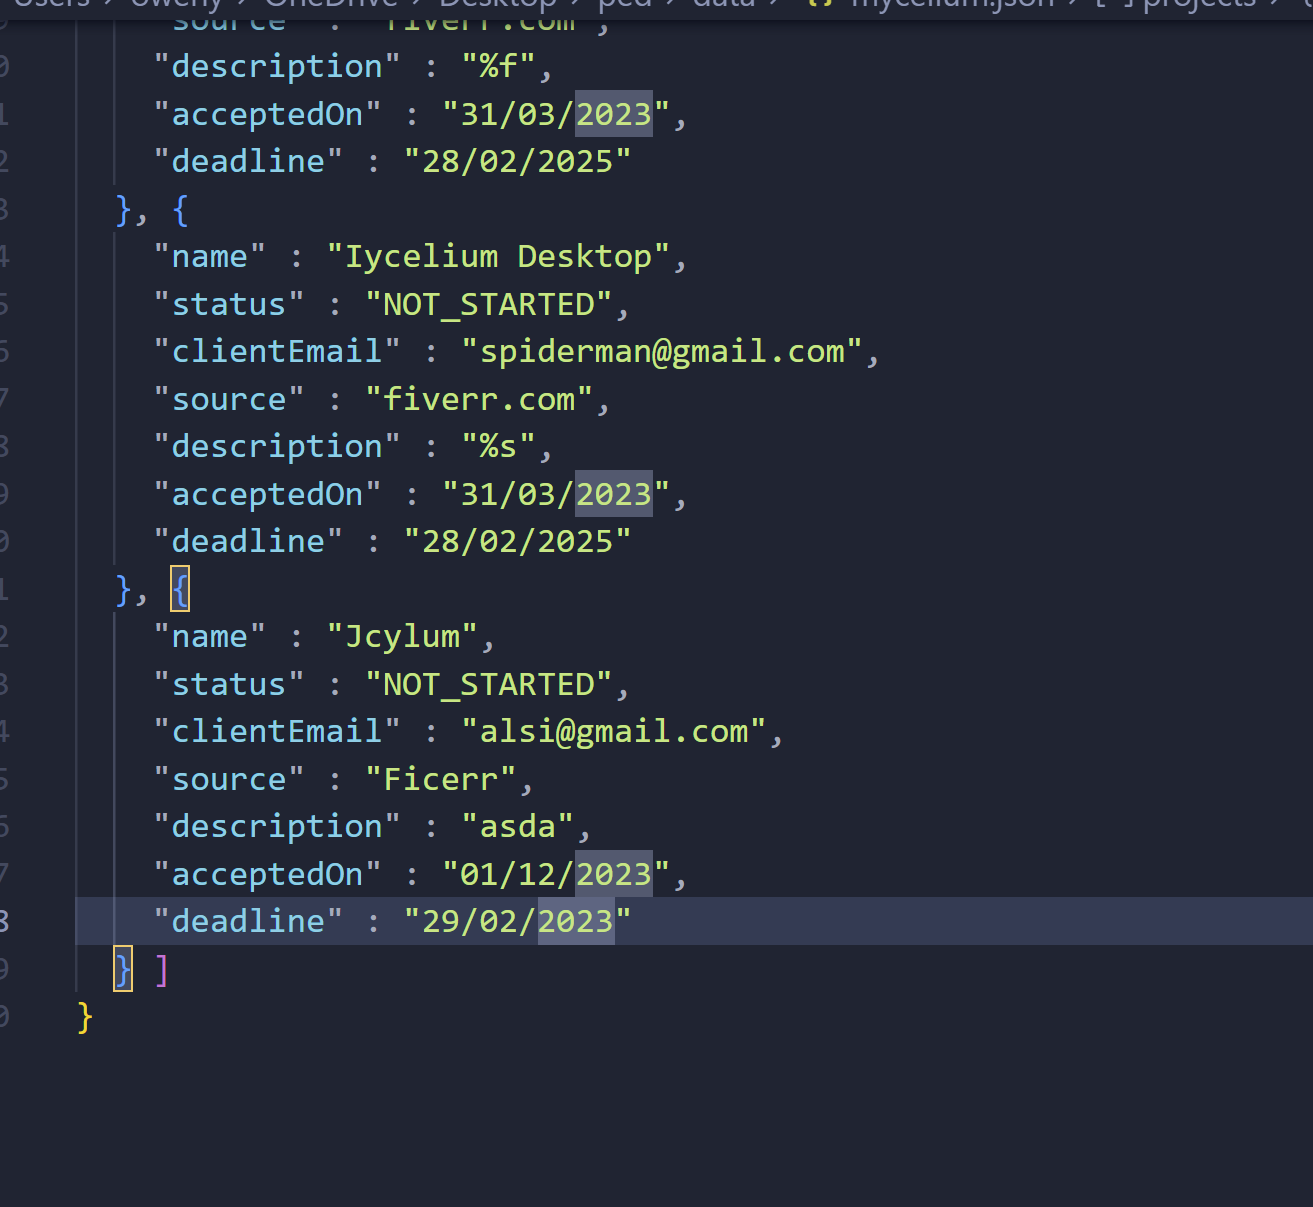 Users > oweny > OneDrive > Desktop > ped > data > {} mycelium.json > [ ] projects >
"source" : "fiverr.com",
"description" : "%f",
"acceptedOn" : "31/03/2023",
"deadline" : "28/02/2025"
}, {
"name" : "Iycelium Desktop",
"status" : "NOT_STARTED",
"clientEmail" : "spiderman@gmail.com",
"source" : "fiverr.com",
"description" : "%s",
"acceptedOn" : "31/03/2023",
"deadline" : "28/02/2025"
}, {
"name" : "Jcylum",
"status" : "NOT_STARTED",
"clientEmail" : "alsi@gmail.com",
"source" : "Ficerr",
"description" : "asda",
"acceptedOn" : "01/12/2023",
"deadline" : "29/02/2023"
} ]
}